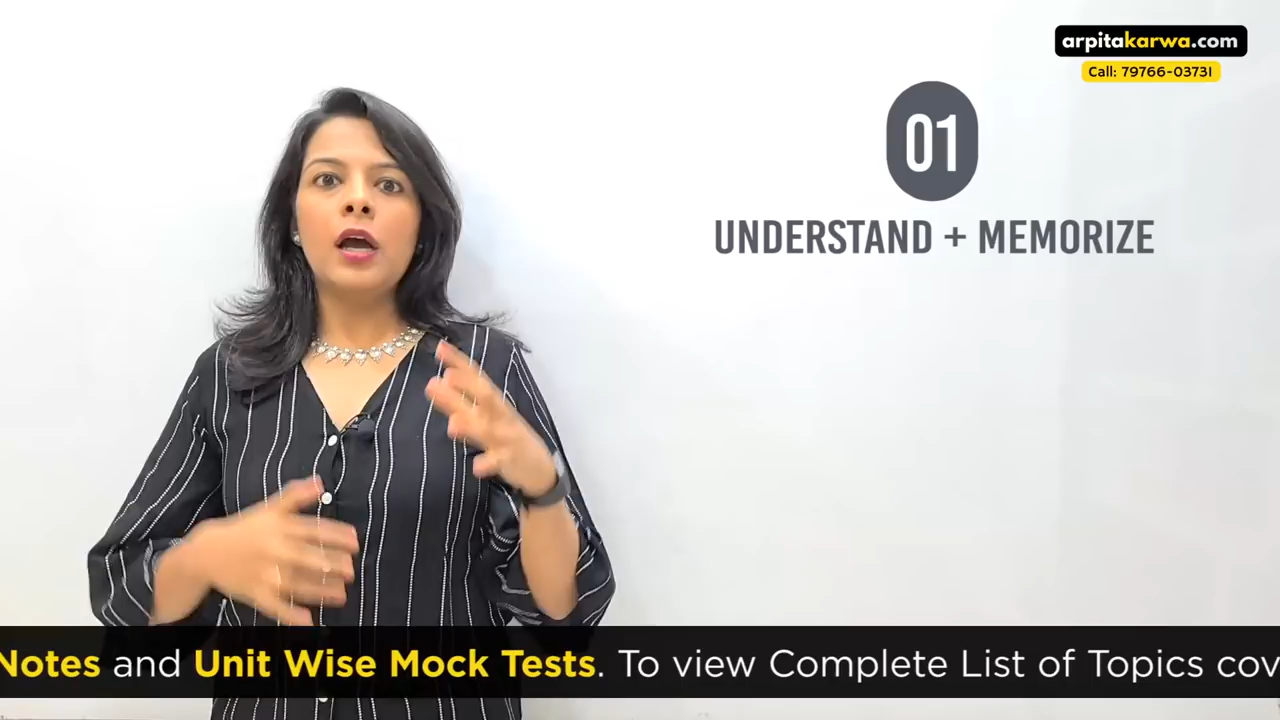 arpitakarwa.com
Call: 79766-03731
01
UNDERSTAND + MEMORIZE
Notes and Unit Wise Mock Tests. To view Complete List of Topics cov